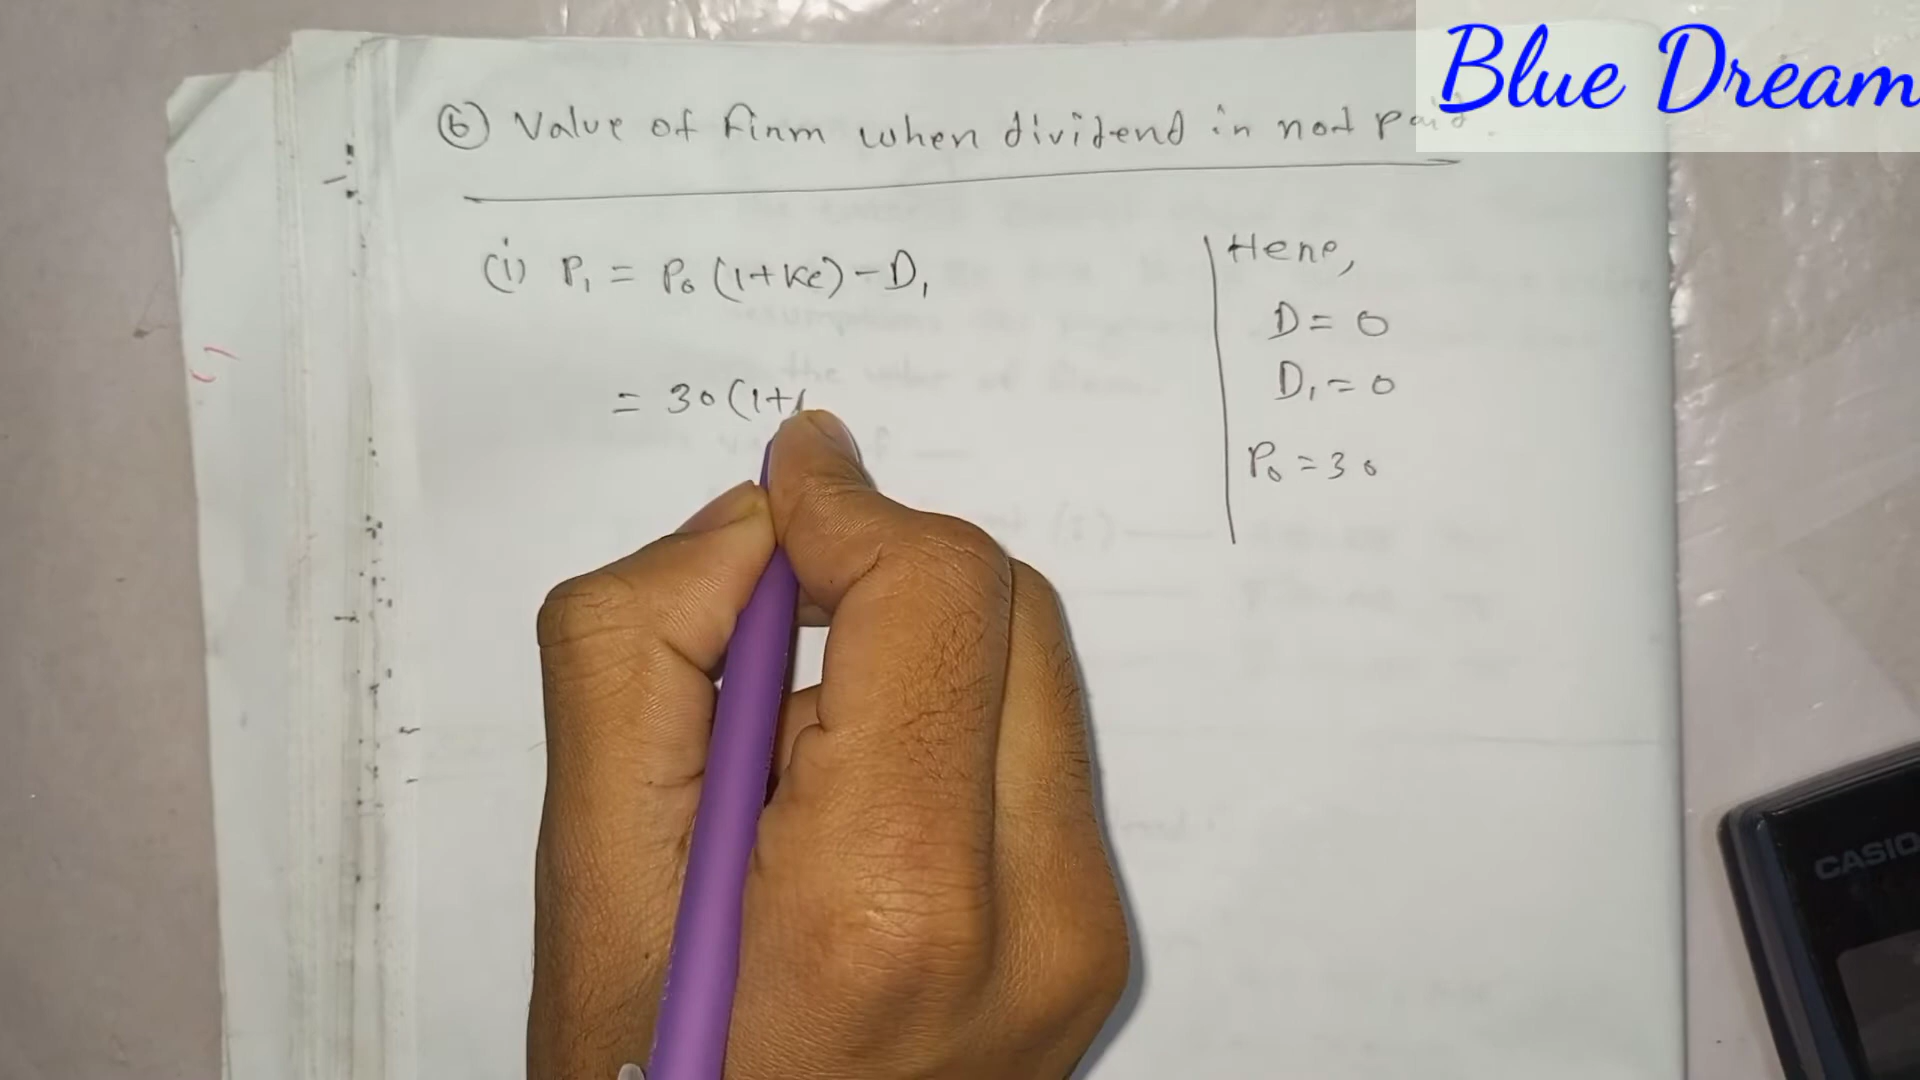 Blue Dream
(b) Value of Firm when dividend is not paid.
(i) P₁ = P₀ (1+Ke) - D₁
= 30 (1+
Here,
D = 0
D₁ = 0
P₀ = 30
CASIO